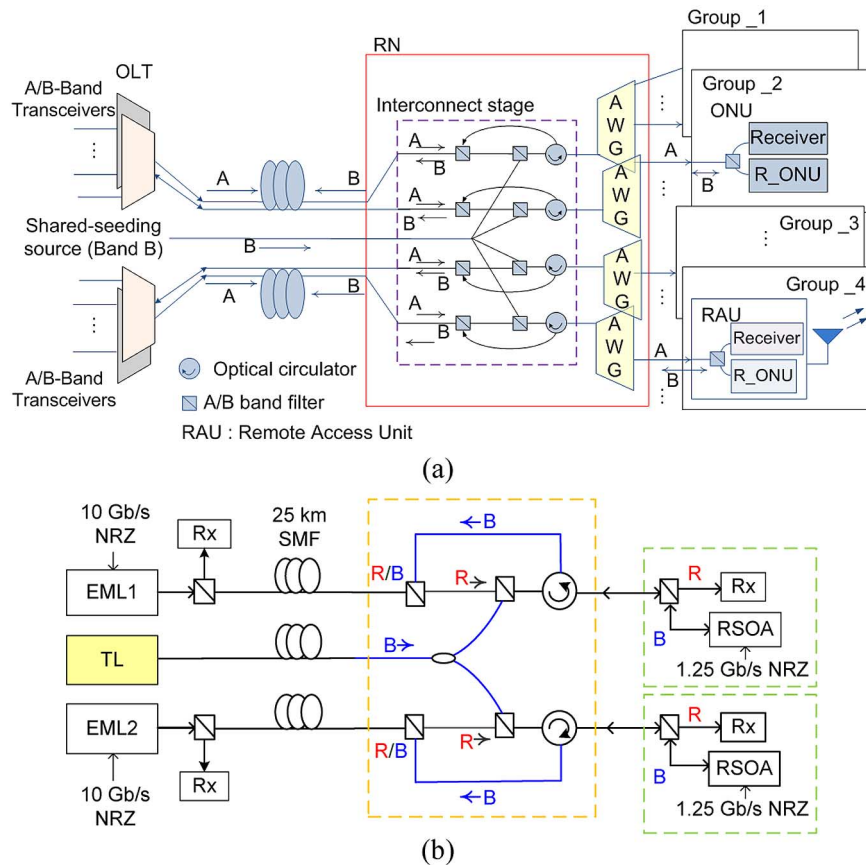 Group _1
RN
OLT
A/B-Band
Transceivers
Interconnect stage
A
W
G
Group _2
ONU
Receiver
R_ONU
A
B
A
B
A
B
A
W
G
A
B
Shared-seeding
source (Band B)
B
Group _3
A
B
A
W
G
Group _4
A
B
A
B
RAU
Receiver
R_ONU
A
W
G
A
B
A/B-Band
Transceivers
Optical circulator
A/B band filter
RAU : Remote Access Unit
(a)
10 Gb/s
NRZ
Rx
25 km
SMF
B
EML1
R/B
R
R
Rx
B
RSOA
1.25 Gb/s NRZ
TL
B
EML2
R/B
R
R
Rx
B
RSOA
1.25 Gb/s NRZ
Rx
10 Gb/s
NRZ
B
(b)